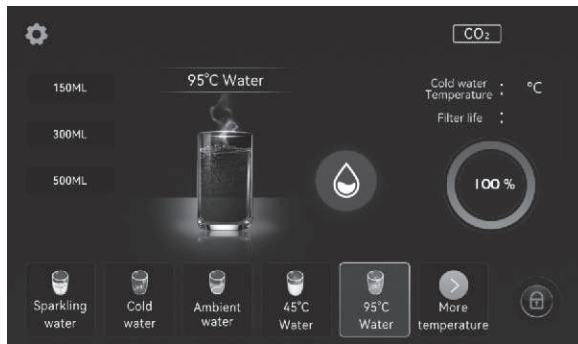 CO₂
150ML
300ML
500ML
95°C Water
Cold water
Temperature : °C
Filter life :
100 %
Sparkling
water
Cold
water
Ambient
water
45°C
Water
95°C
Water
More
temperature